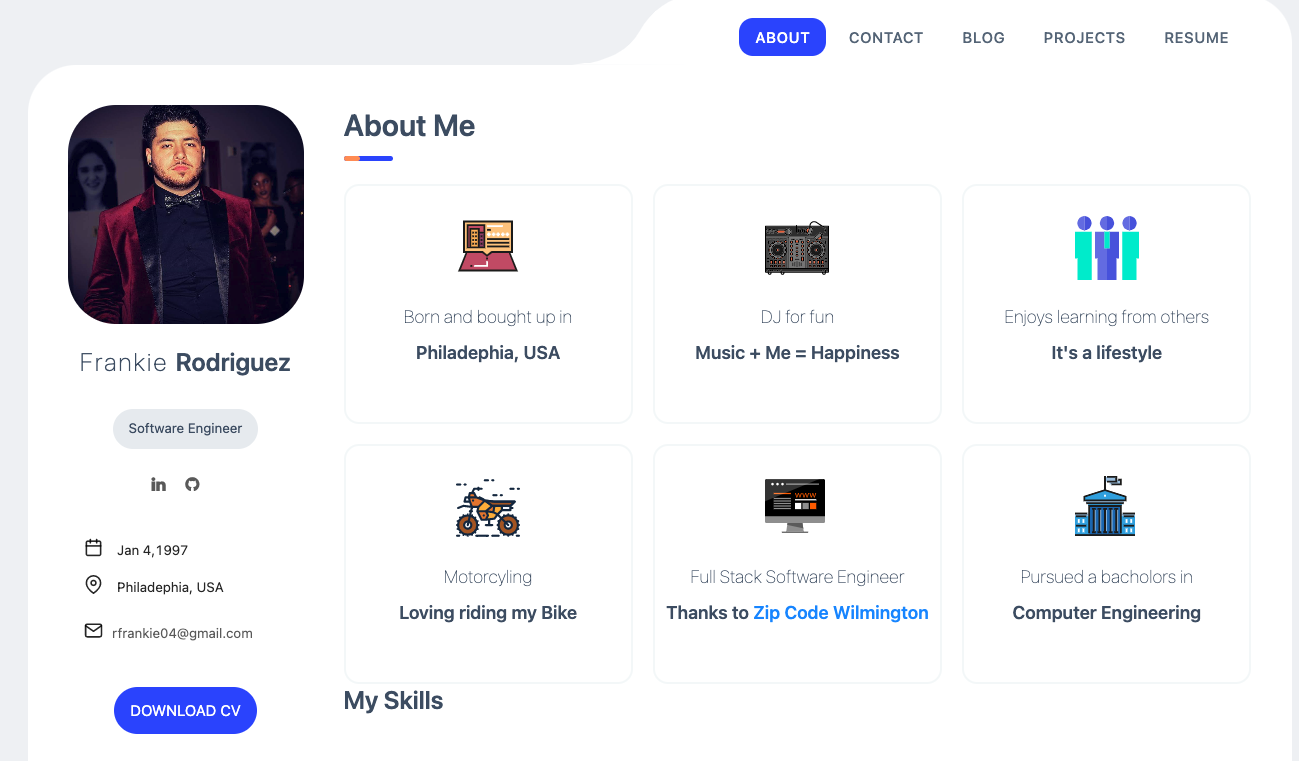 ABOUT
CONTACT
BLOG
PROJECTS
RESUME
Frankie Rodriguez
Software Engineer
in
Jan 4,1997
Philadephia, USA
rfrankie04@gmail.com
DOWNLOAD CV
About Me
Born and bought up in
Philadephia, USA
DJ for fun
Music + Me = Happiness
Enjoys learning from others
It's a lifestyle
Motorcyling
Loving riding my Bike
WWW
Full Stack Software Engineer
Thanks to Zip Code Wilmington
Pursued a bacholors in
Computer Engineering
My Skills